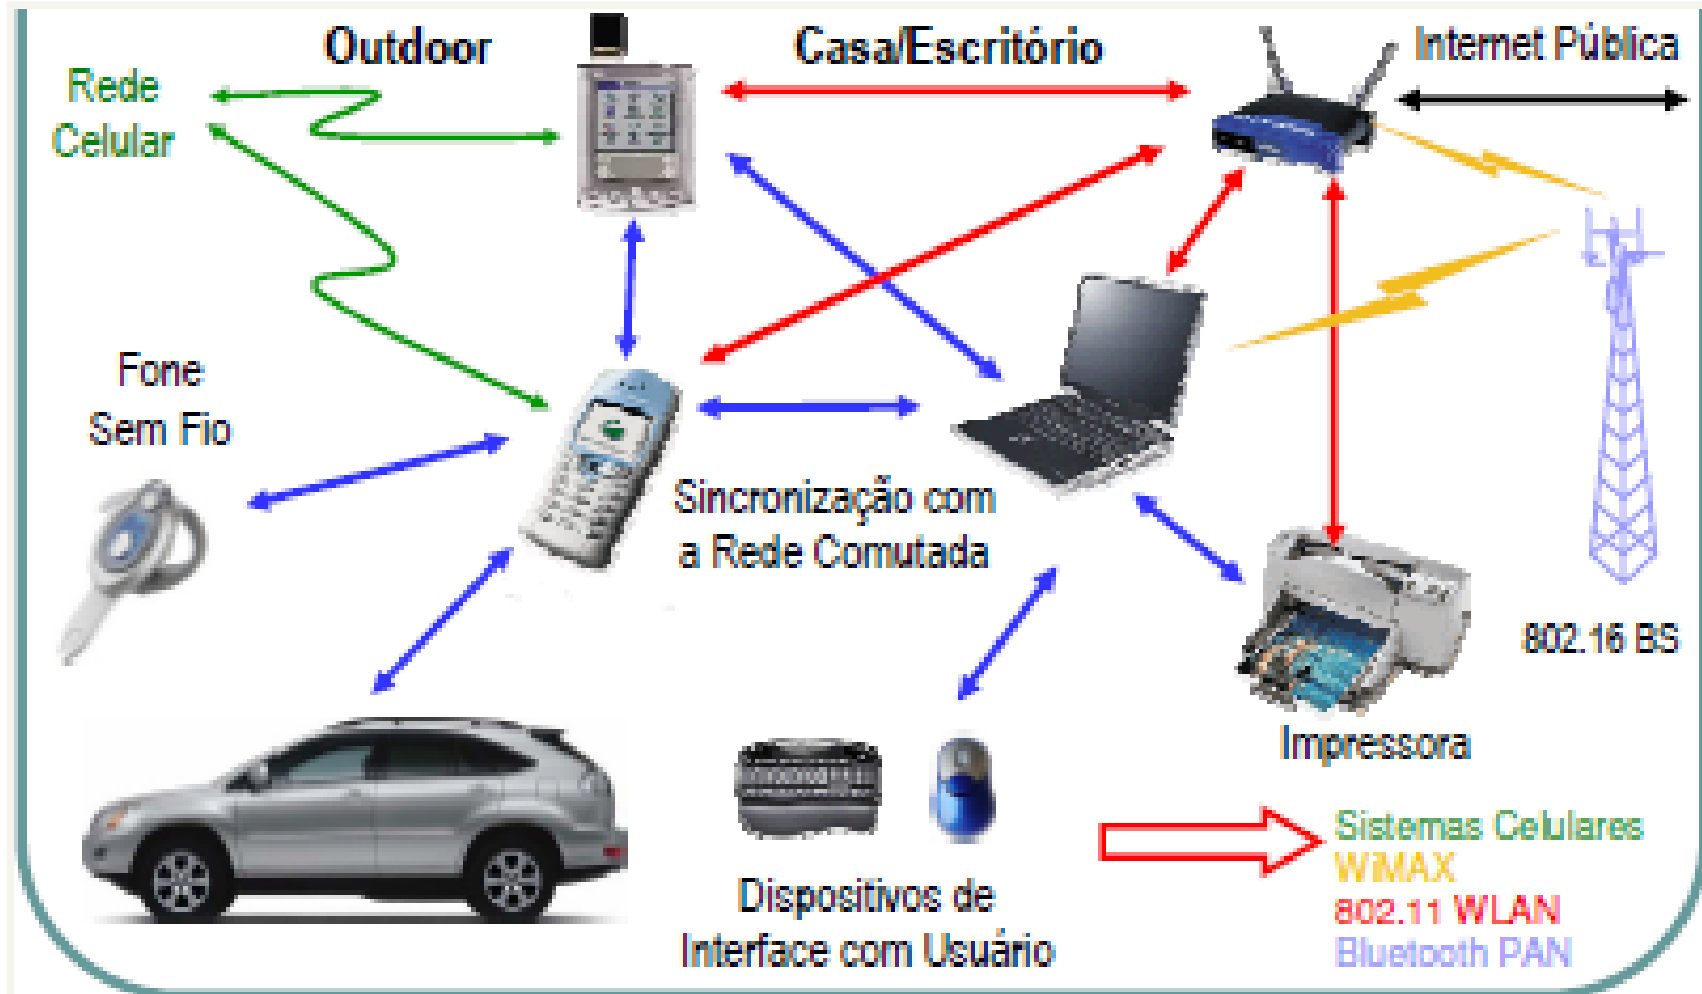 Outdoor
Casa/Escritório
Internet Pública
Rede
Celular
Fone
Sem Fio
Sincronização com
a Rede Comutada
802.16 BS
Impressora
Dispositivos de
Interface com Usuário
Sistemas Celulares
WiMAX
802.11 WLAN
Bluetooth PAN